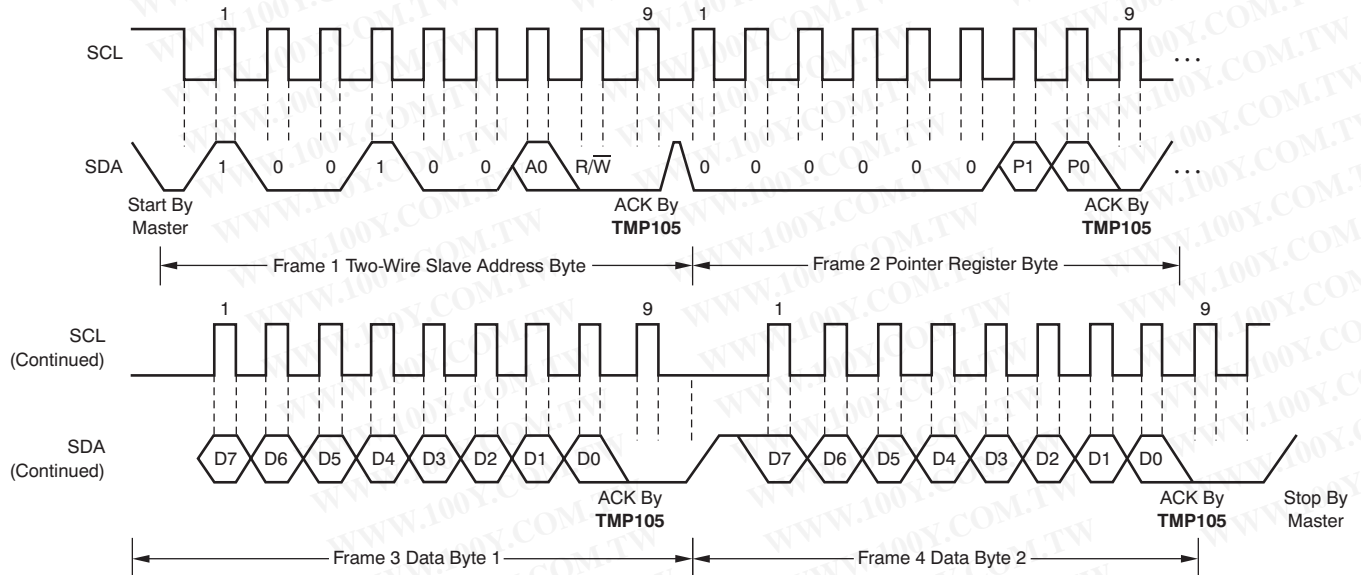 1 9 1 9
SCL
...
SDA 1 0 0 1 0 0 A0 R/W 0 0 0 0 0 0 P1 P0 ...
Start By Master
ACK By TMP105
ACK By TMP105
Frame 1 Two-Wire Slave Address Byte
Frame 2 Pointer Register Byte
1 9 1 9
SCL (Continued)
SDA (Continued) D7 D6 D5 D4 D3 D2 D1 D0 D7 D6 D5 D4 D3 D2 D1 D0
ACK By TMP105
ACK By TMP105
Stop By Master
Frame 3 Data Byte 1
Frame 4 Data Byte 2
WWW.100Y.COM.TW